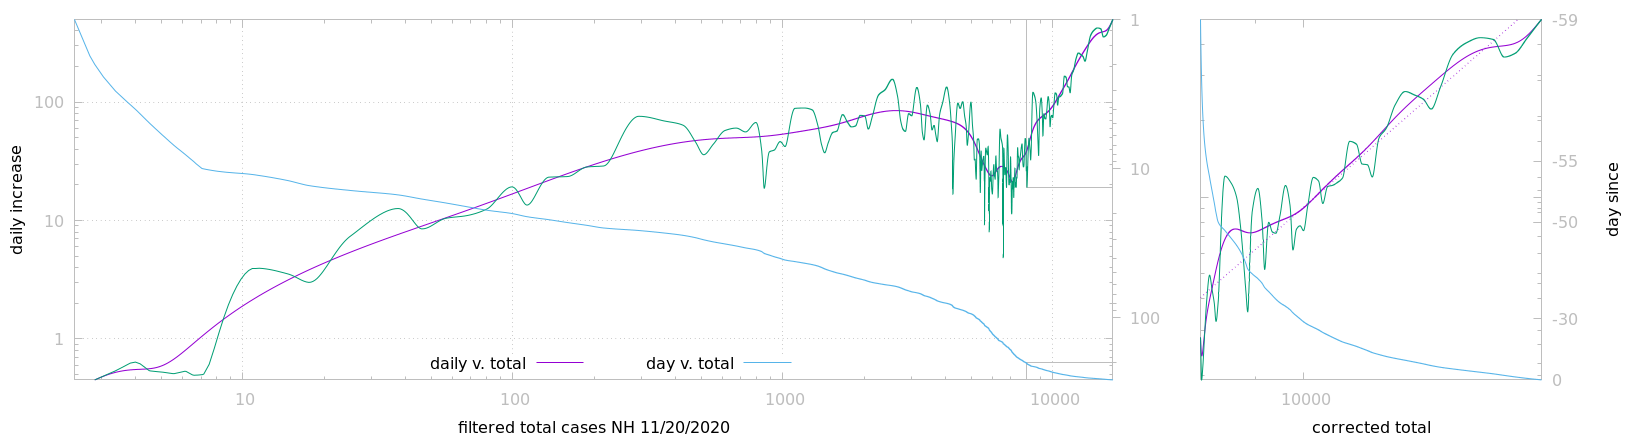 daily increase
100
10
1
10
100
1000
10000
daily v. total
day v. total
filtered total cases NH 11/20/2020
1
10
100
10000
corrected total
-59
-55
-50
-30
0
day since